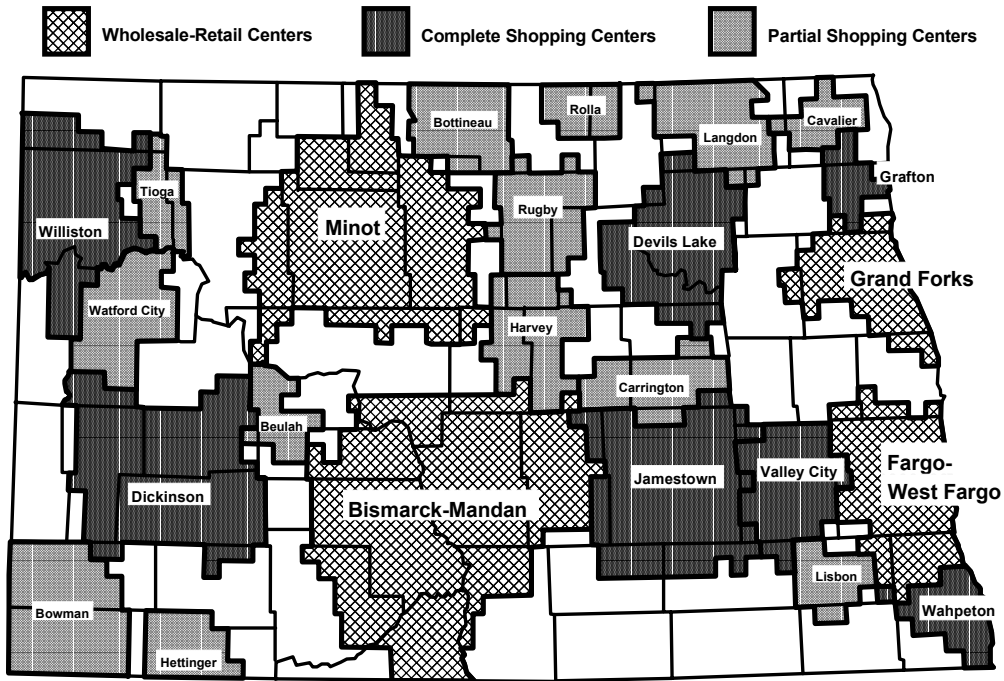 Wholesale-Retail Centers
Complete Shopping Centers
Partial Shopping Centers
Bottineau
Rolla
Langdon
Cavalier
Grafton
Tioga
Williston
Minot
Rugby
Devils Lake
Grand Forks
Watford City
Harvey
Carrington
Beulah
Dickinson
Bismarck-Mandan
Jamestown
Valley City
Fargo-
West Fargo
Lisbon
Wahpeton
Bowman
Hettinger